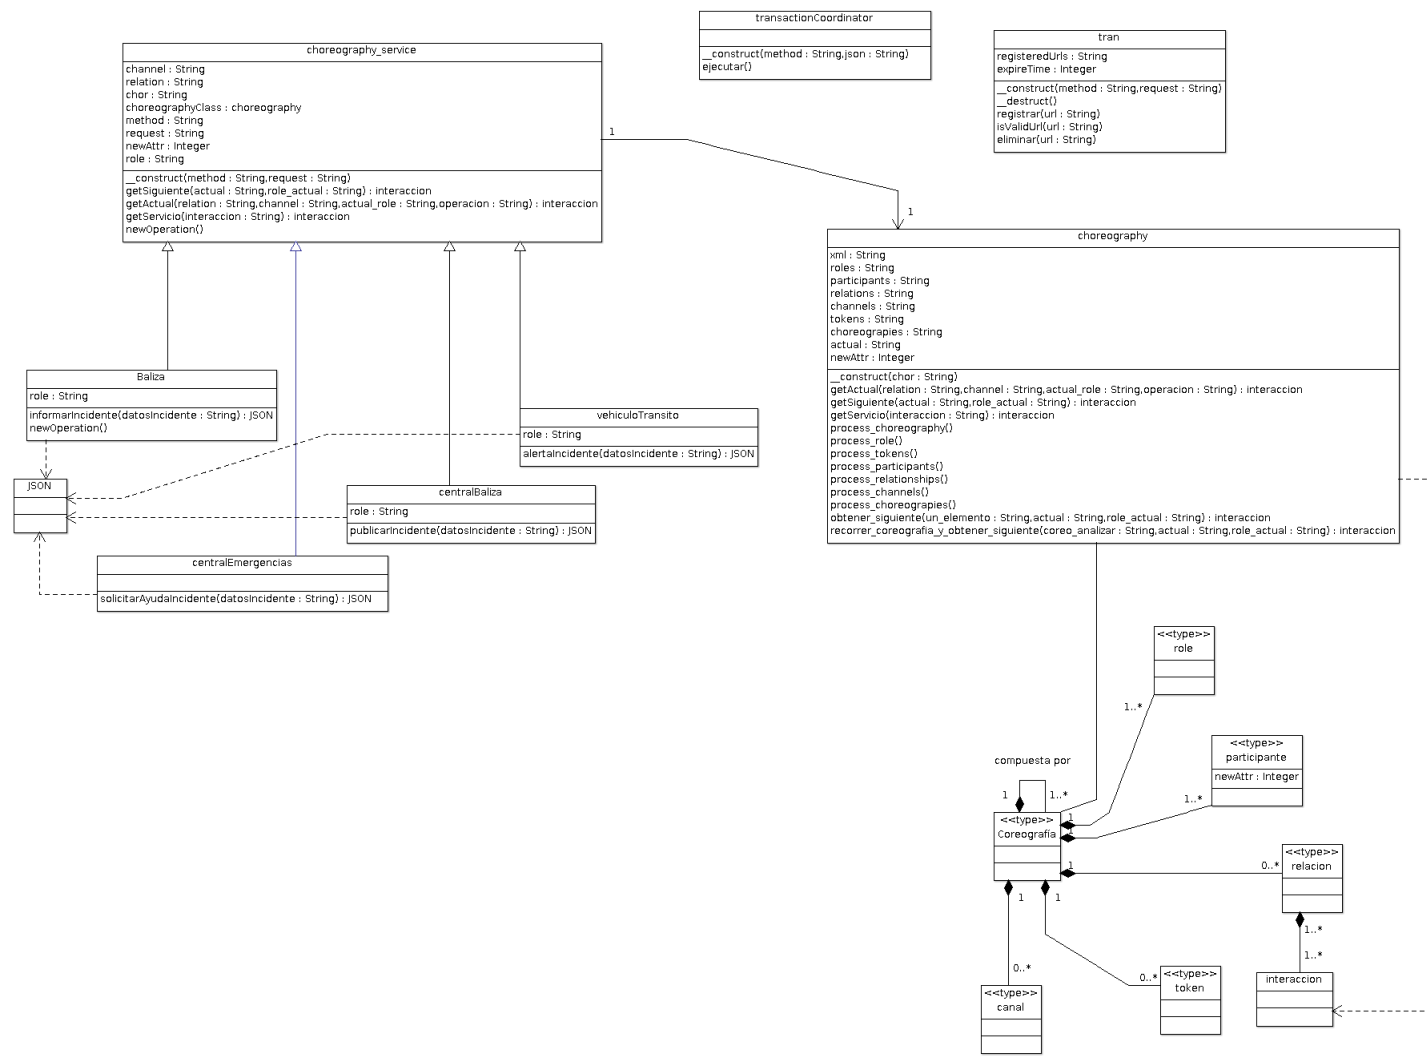 transactionCoordinator
__construct(method : String,json : String)
ejecutar()
tran
registeredUrls : String
expireTime : Integer
__construct(method : String,request : String)
__destruct()
registrar(url : String)
isValidUrl(url : String)
eliminar(url : String)
choreography_service
channel : String
relation : String
chor : String
choreographyClass : choreography
method : String
request : String
newAttr : Integer
role : String
__construct(method : String,request : String)
getSiguiente(actual : String,role_actual : String) : interaccion
getActual(relation : String,channel : String,actual_role : String,operacion : String) : interaccion
getServicio(interaccion : String) : interaccion
newOperation()
1
1
choreography
xml : String
roles : String
participants : String
relations : String
channels : String
tokens : String
choreograpies : String
actual : String
newAttr : Integer
__construct(chor : String)
getActual(relation : String,channel : String,actual_role : String,operacion : String) : interaccion
getSiguiente(actual : String,role_actual : String) : interaccion
getServicio(interaccion : String) : interaccion
process_choreography()
process_role()
process_tokens()
process_participants()
process_relationships()
process_channels()
process_choreograpies()
obtener_siguiente(un_elemento : String,actual : String,role_actual : String) : interaccion
recorrer_coreografia_y_obtener_siguiente(coreo_analizar : String,actual : String,role_actual : String) : interaccion
Baliza
role : String
informarIncidente(datosIncidente : String) : JSON
newOperation()
vehiculoTransito
role : String
alertaIncidente(datosIncidente : String) : JSON
JSON
centralBaliza
role : String
publicarIncidente(datosIncidente : String) : JSON
centralEmergencias
solicitarAyudaIncidente(datosIncidente : String) : JSON
<<type>>
role
1..*
<<type>>
participante
newAttr : Integer
1..*
compuesta por
1
1..*
<<type>>
Coreografía
1
1
1
0..*
<<type>>
relacion
1
1
1..*
1..*
0..*
0..*
<<type>>
canal
<<type>>
token
interaccion